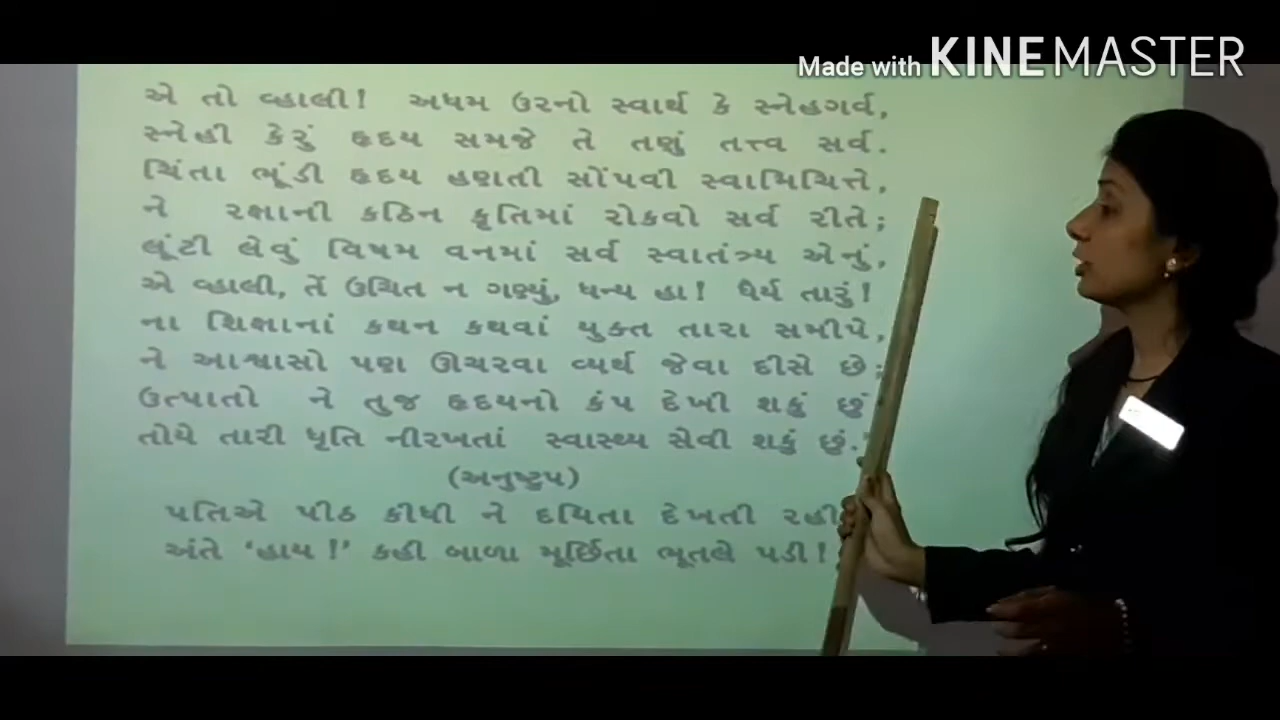 Made with KINEMASTER
એ તો વ્હાલી! અધમ ઉરનો સ્વાર્થ કે સ્નેહગર્વ,
સ્નેહી કેરું હૃદય સમજે તે તણું તત્ત્વ સર્વ.
ચિંતા ભૂંડી હૃદય હણતી સોંપવી સ્વામિચિત્તે,
ને રક્ષાની કઠિન કૃતિમાં રોકવો સર્વ રીતે;
લૂંટી લેવું વિષમ વનમાં સર્વ સ્વાતંત્ર્ય એનું,
એ વ્હાલી, તેં ઉચિત ન ગણ્યું, ધન્ય હા! ધૈર્ય તારું!
ના શિક્ષાનાં કથન કથવાં યુક્ત તારા સમીપે,
ને આશ્વાસો પણ ઊચરવા વ્યર્થ જેવા દીસે છે;
ઉત્પાતો ને તુજ હૃદયનો કંપ દેખી શકું છું
તોયે તારી ધૃતિ નીરખતાં સ્વાસ્થ્ય સેવી શકું છું.'
(અનુષ્ટુપ)
પતિએ પીઠ કીધી ને દયિતા દેખતી રહી
અંતે ‘હાય!’ કહી બાળા મૂર્છિતા ભૂતલે પડી!